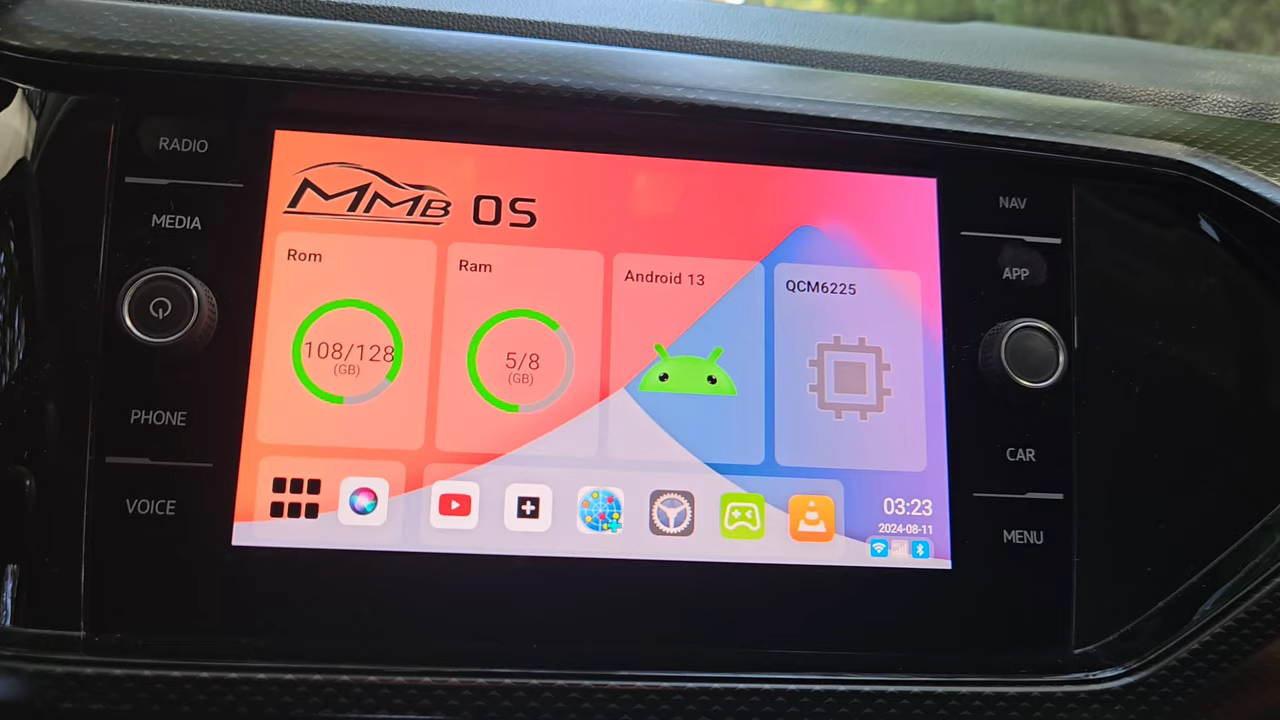 RADIO
MEDIA
PHONE
VOICE
MMB OS
Rom
108/128
(GB)
Ram
5/8
(GB)
Android 13
QCM6225
03:23
2024-08-11
NAV
APP
CAR
MENU